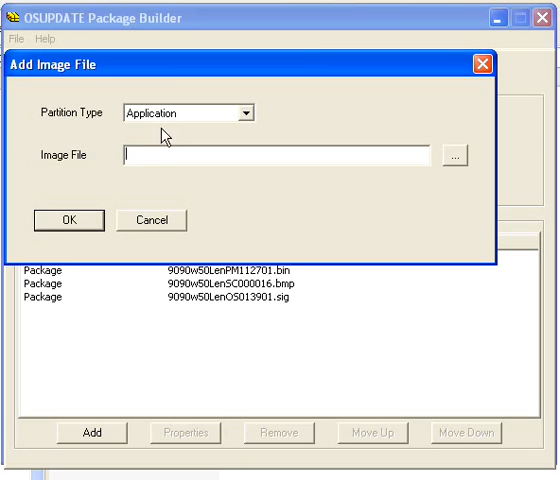 OSUPDATE Package Builder
File Help
Add Image File
Partition Type Application
Image File ...
OK Cancel
Package 9090w50LenPM112701.bin
Package 9090w50LenSC000016.bmp
Package 9090w50LenOS013901.sig
Add Properties Remove Move Up Move Down